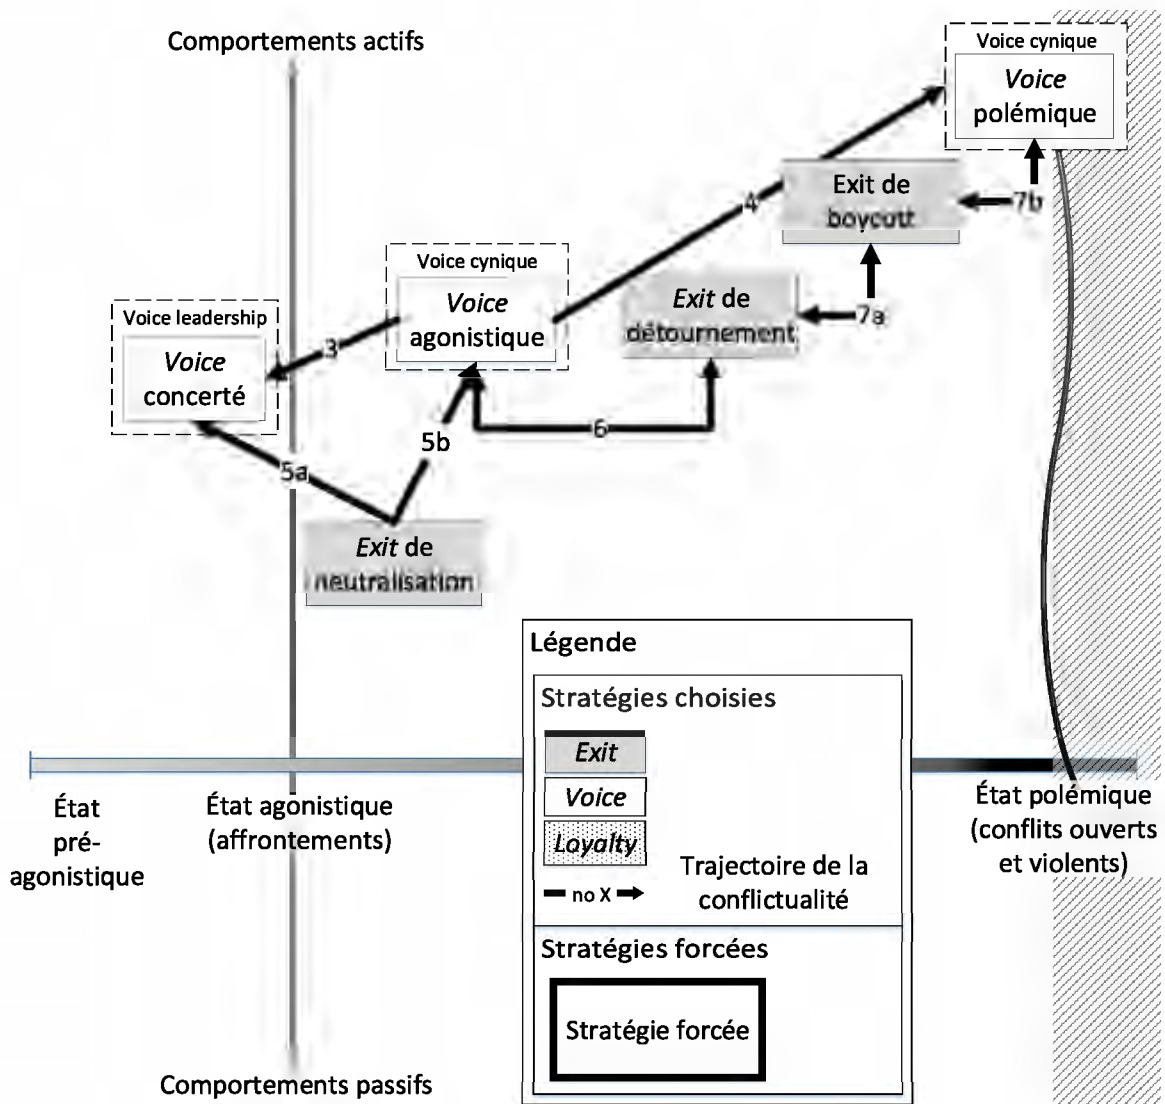 Comportements actifs
Voice cynique
Voice
polémique
4
Exit de
boycott
7b
Voice cynique
Voice
agonistique
Exit de
détournement
7a
Voice leadership
Voice
concerté
3
5a
5b
6
Exit de
neutralisation
Légende
Stratégies choisies
Exit
Voice
Loyalty
no X
Trajectoire de la
conflictualité
Stratégies forcées
Stratégie forcée
État
pré-
agonistique
État agonistique
(affrontements)
État polémique
(conflits ouverts
et violents)
Comportements passifs